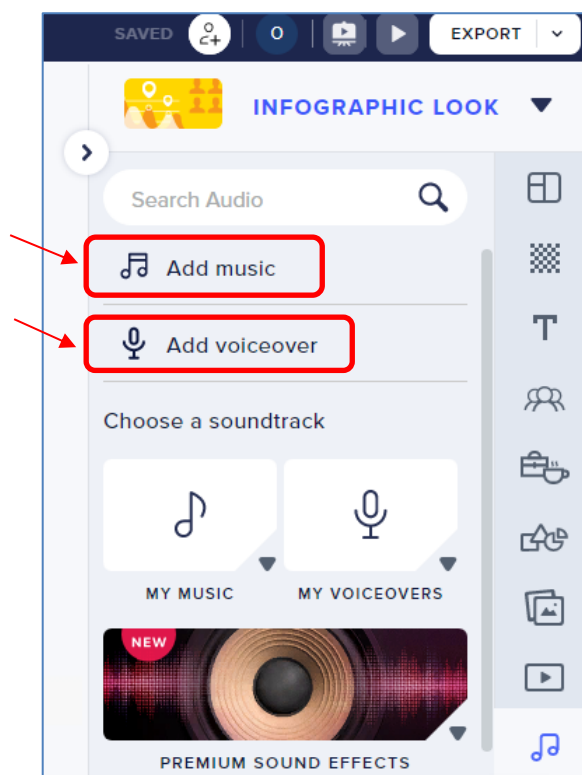 SAVED O EXPORT
INFOGRAPHIC LOOK
Search Audio
Add music
T
Add voiceover
Choose a soundtrack
MY MUSIC MY VOICEOVERS
NEW
PREMIUM SOUND EFFECTS